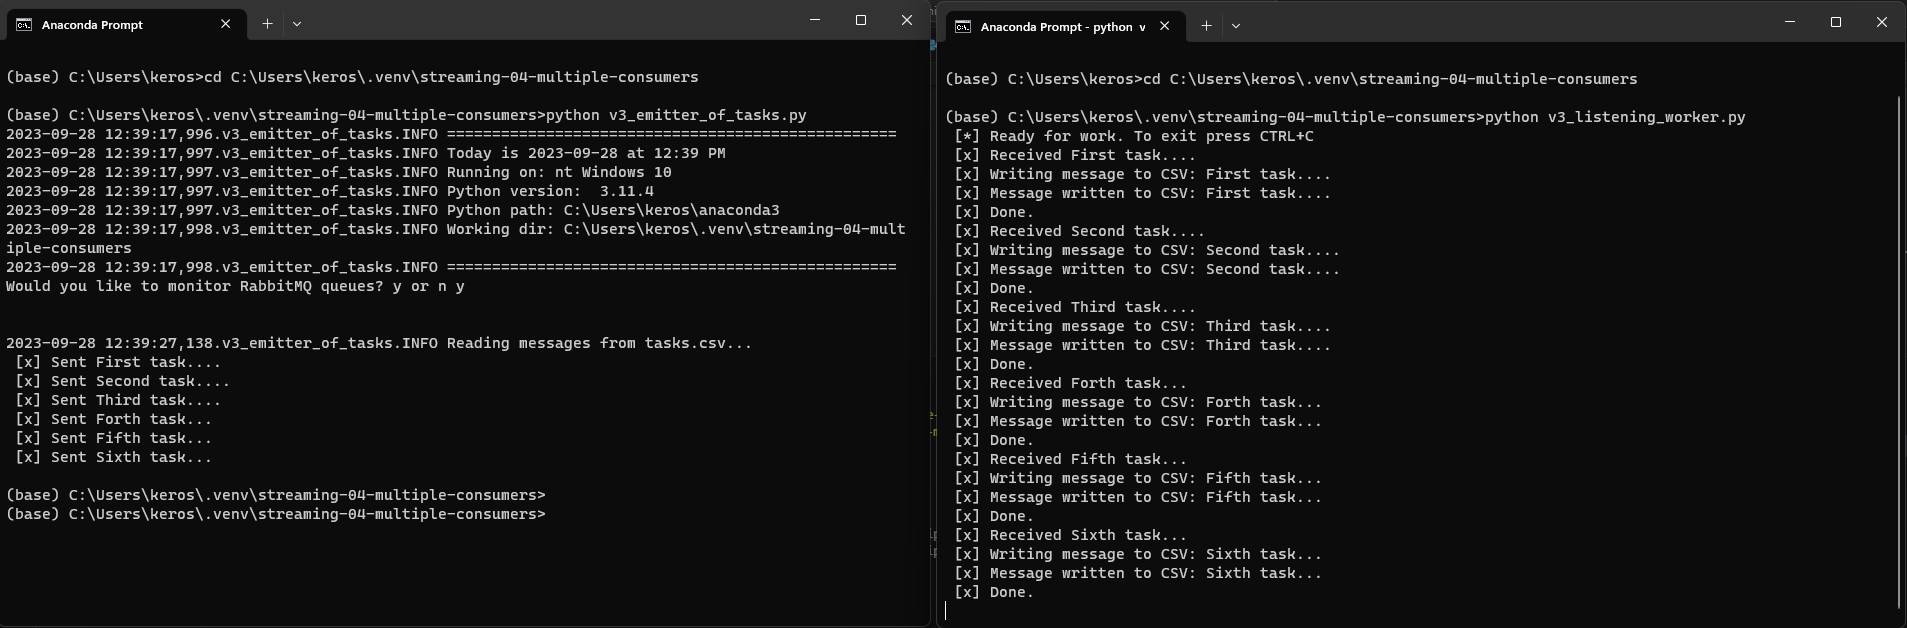 Anaconda Prompt
(base) C:\Users\keros>cd C:\Users\keros\.venv\streaming-04-multiple-consumers
(base) C:\Users\keros\.venv\streaming-04-multiple-consumers>python v3_emitter_of_tasks.py
2023-09-28 12:39:17,996.v3_emitter_of_tasks.INFO ==================================================
2023-09-28 12:39:17,997.v3_emitter_of_tasks.INFO Today is 2023-09-28 at 12:39 PM
2023-09-28 12:39:17,997.v3_emitter_of_tasks.INFO Running on: nt Windows 10
2023-09-28 12:39:17,997.v3_emitter_of_tasks.INFO Python version:  3.11.4
2023-09-28 12:39:17,997.v3_emitter_of_tasks.INFO Python path: C:\Users\keros\anaconda3
2023-09-28 12:39:17,998.v3_emitter_of_tasks.INFO Working dir: C:\Users\keros\.venv\streaming-04-mult
iple-consumers
2023-09-28 12:39:17,998.v3_emitter_of_tasks.INFO ==================================================
Would you like to monitor RabbitMQ queues? y or n y
2023-09-28 12:39:27,138.v3_emitter_of_tasks.INFO Reading messages from tasks.csv...
[x] Sent First task....
[x] Sent Second task....
[x] Sent Third task....
[x] Sent Forth task...
[x] Sent Fifth task...
[x] Sent Sixth task...
(base) C:\Users\keros\.venv\streaming-04-multiple-consumers>
(base) C:\Users\keros\.venv\streaming-04-multiple-consumers>
Anaconda Prompt - python v
(base) C:\Users\keros>cd C:\Users\keros\.venv\streaming-04-multiple-consumers
(base) C:\Users\keros\.venv\streaming-04-multiple-consumers>python v3_listening_worker.py
[*] Ready for work. To exit press CTRL+C
[x] Received First task....
[x] Writing message to CSV: First task....
[x] Message written to CSV: First task....
[x] Done.
[x] Received Second task....
[x] Writing message to CSV: Second task....
[x] Message written to CSV: Second task....
[x] Done.
[x] Received Third task....
[x] Writing message to CSV: Third task....
[x] Message written to CSV: Third task....
[x] Done.
[x] Received Forth task...
[x] Writing message to CSV: Forth task...
[x] Message written to CSV: Forth task...
[x] Done.
[x] Received Fifth task...
[x] Writing message to CSV: Fifth task...
[x] Message written to CSV: Fifth task...
[x] Done.
[x] Received Sixth task...
[x] Writing message to CSV: Sixth task...
[x] Message written to CSV: Sixth task...
[x] Done.